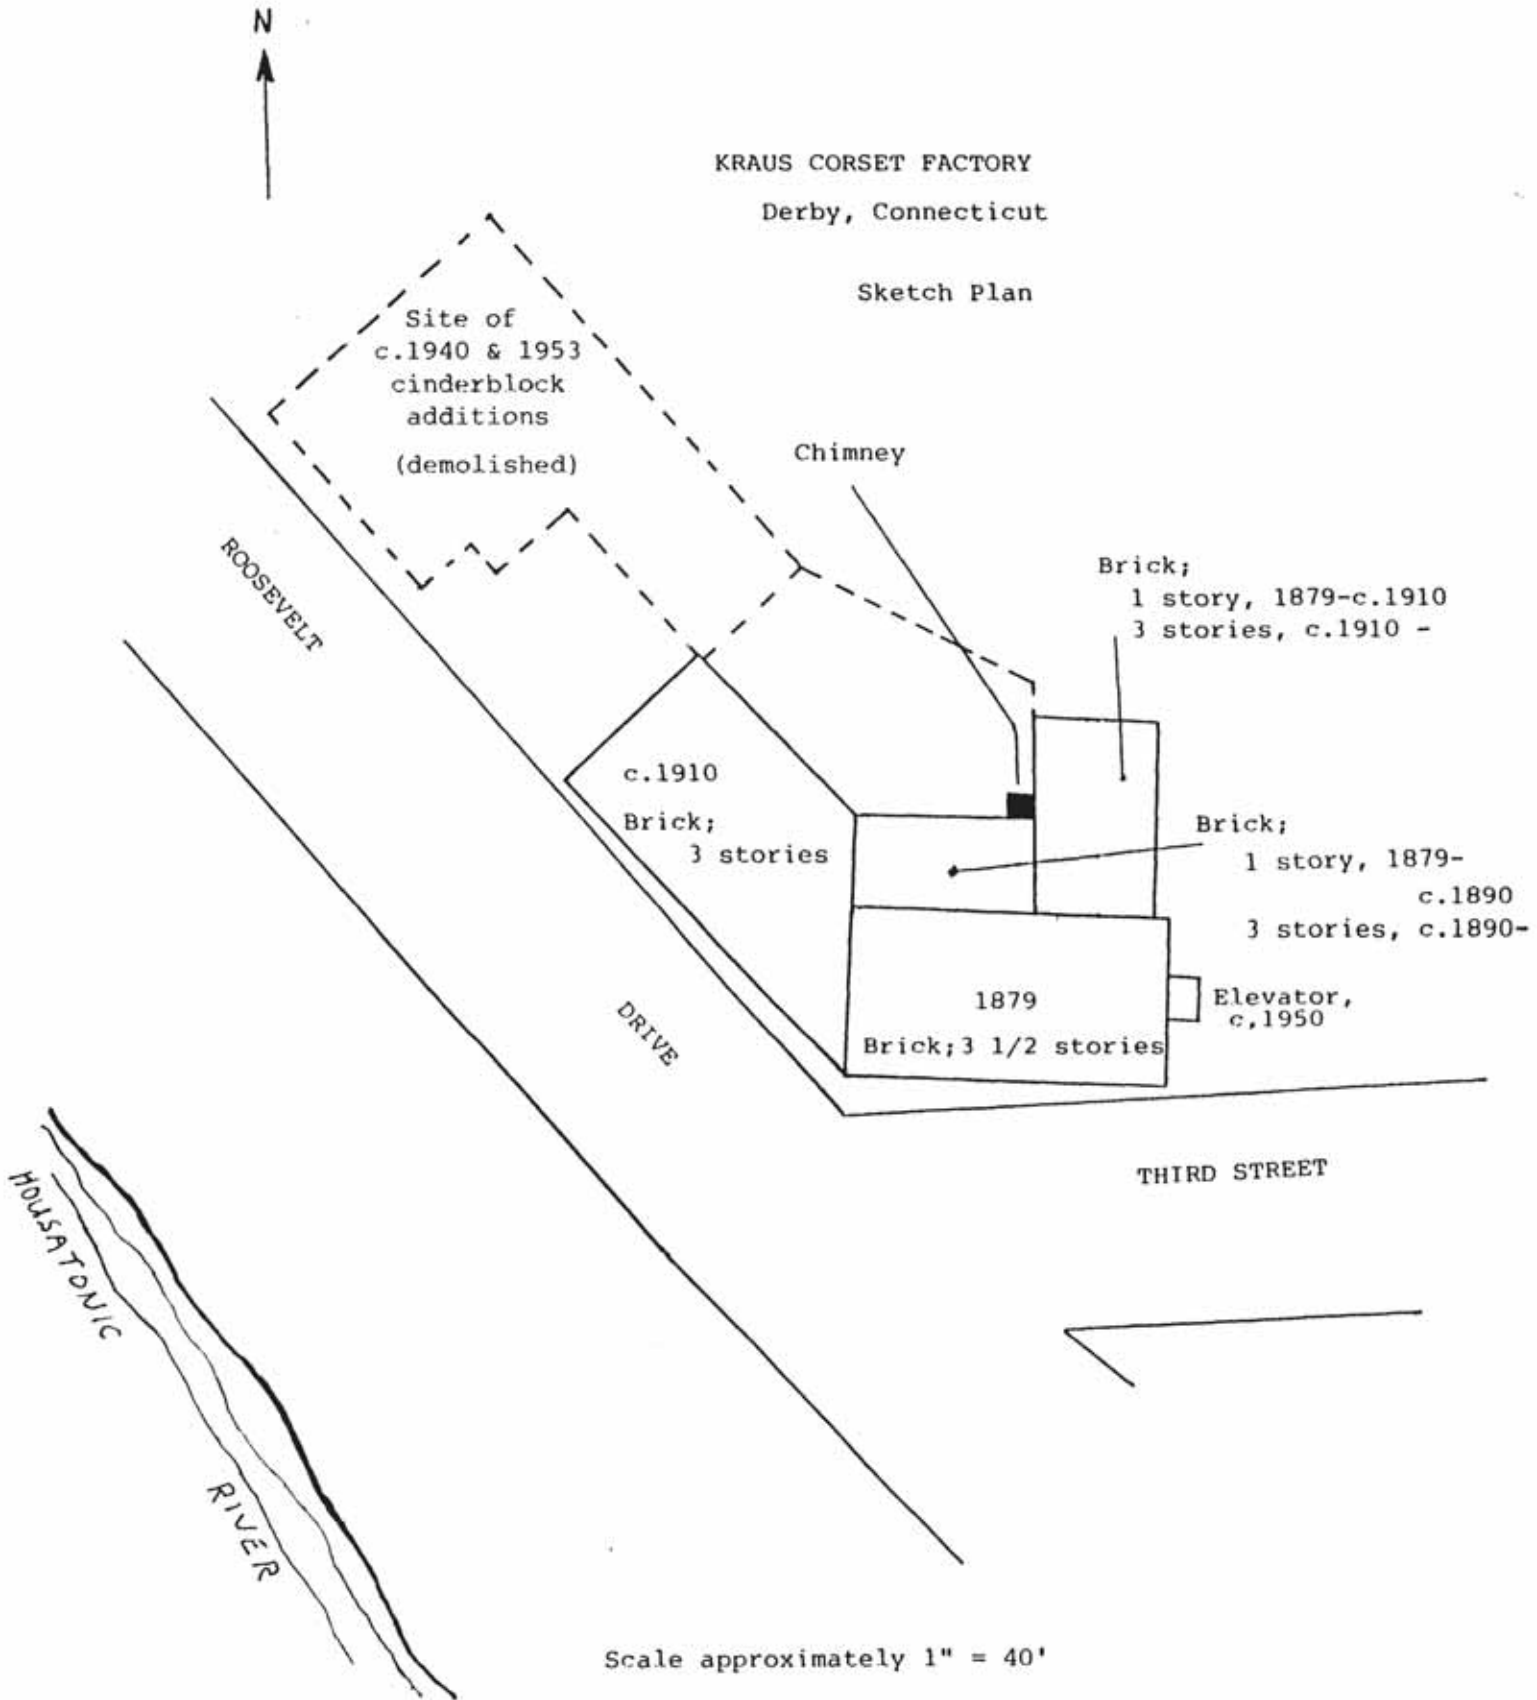 N
KRAUS CORSET FACTORY
Derby, Connecticut
Sketch Plan
Site of
c.1940 & 1953
cinderblock
additions
(demolished)
Chimney
Brick;
1 story, 1879-c.1910
3 stories, c.1910 -
ROOSEVELT
c.1910
Brick;
3 stories
Brick;
1 story, 1879-
c.1890
3 stories, c.1890-
1879
Brick;3 1/2 stories
Elevator,
c,1950
DRIVE
THIRD STREET
HOUSATONIC
RIVER
Scale approximately 1" = 40'